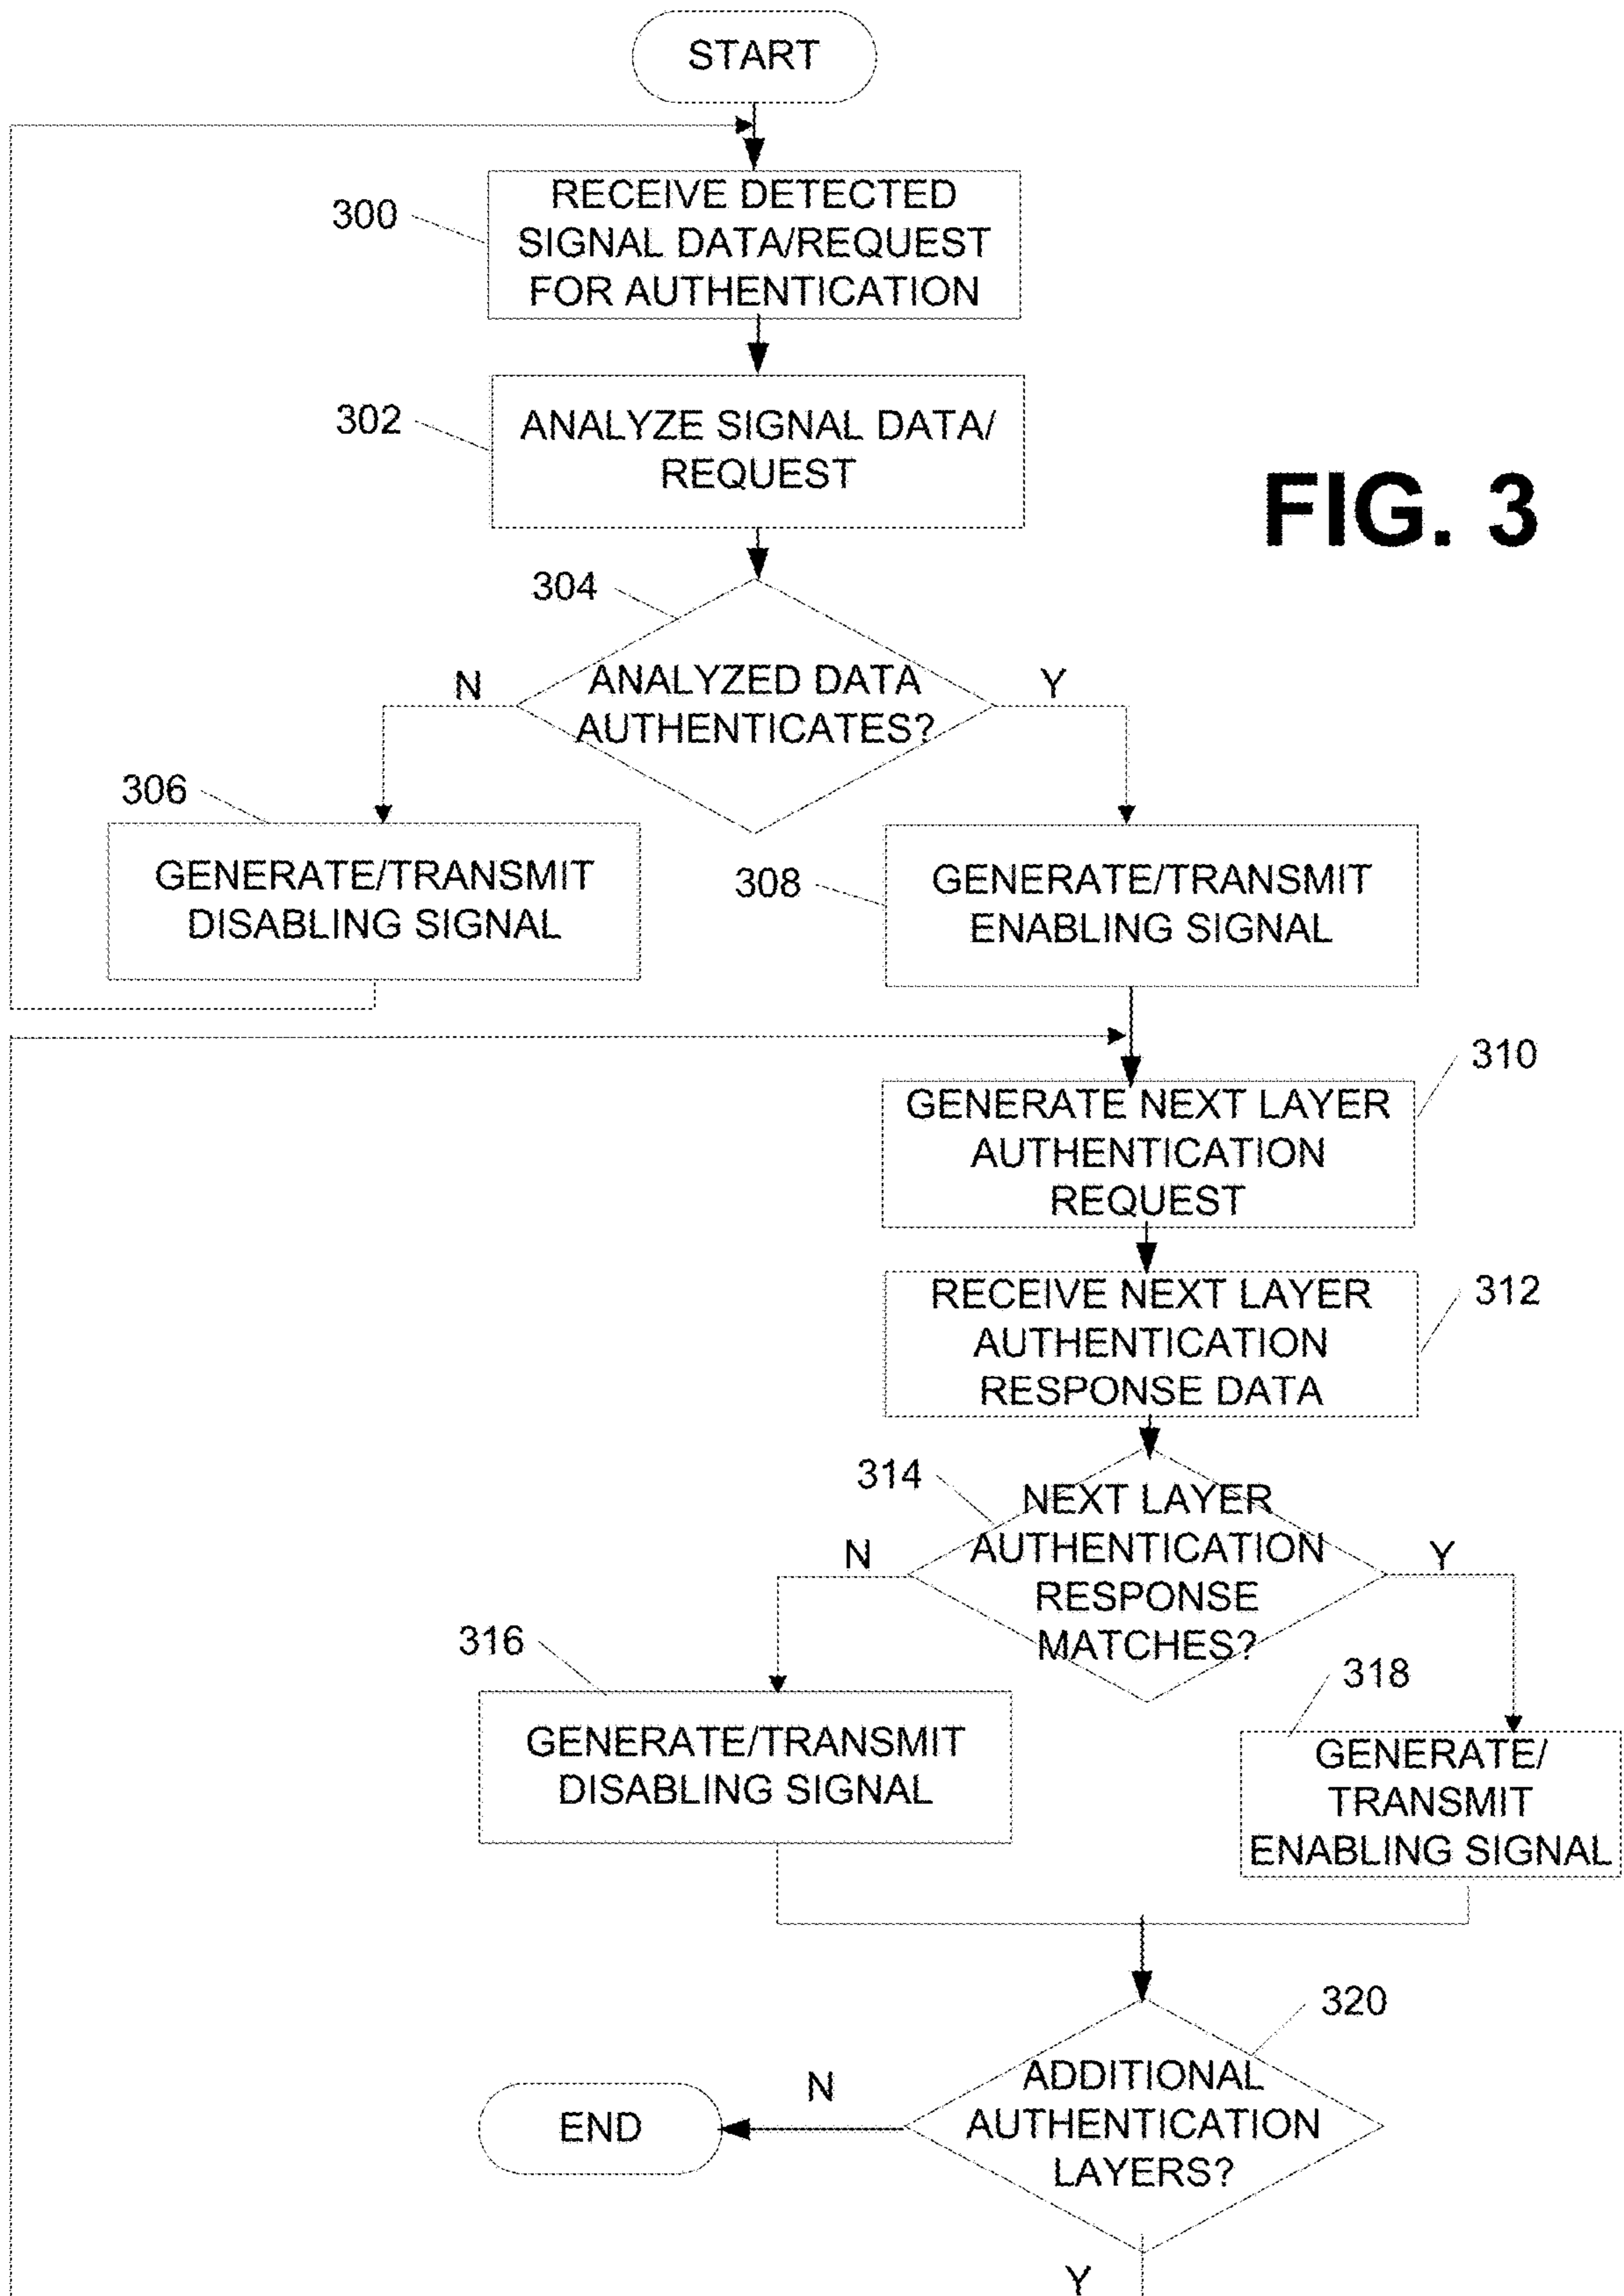 START
300
RECEIVE DETECTED
SIGNAL DATA/REQUEST
FOR AUTHENTICATION
302
ANALYZE SIGNAL DATA/
REQUEST
FIG. 3
304
N
ANALYZED DATA
AUTHENTICATES?
Y
306
GENERATE/TRANSMIT
DISABLING SIGNAL
308
GENERATE/TRANSMIT
ENABLING SIGNAL
310
GENERATE NEXT LAYER
AUTHENTICATION
REQUEST
312
RECEIVE NEXT LAYER
AUTHENTICATION
RESPONSE DATA
314
N
NEXT LAYER
AUTHENTICATION
RESPONSE
MATCHES?
Y
316
GENERATE/TRANSMIT
DISABLING SIGNAL
318
GENERATE/
TRANSMIT
ENABLING SIGNAL
320
ADDITIONAL
AUTHENTICATION
LAYERS?
N
END
Y